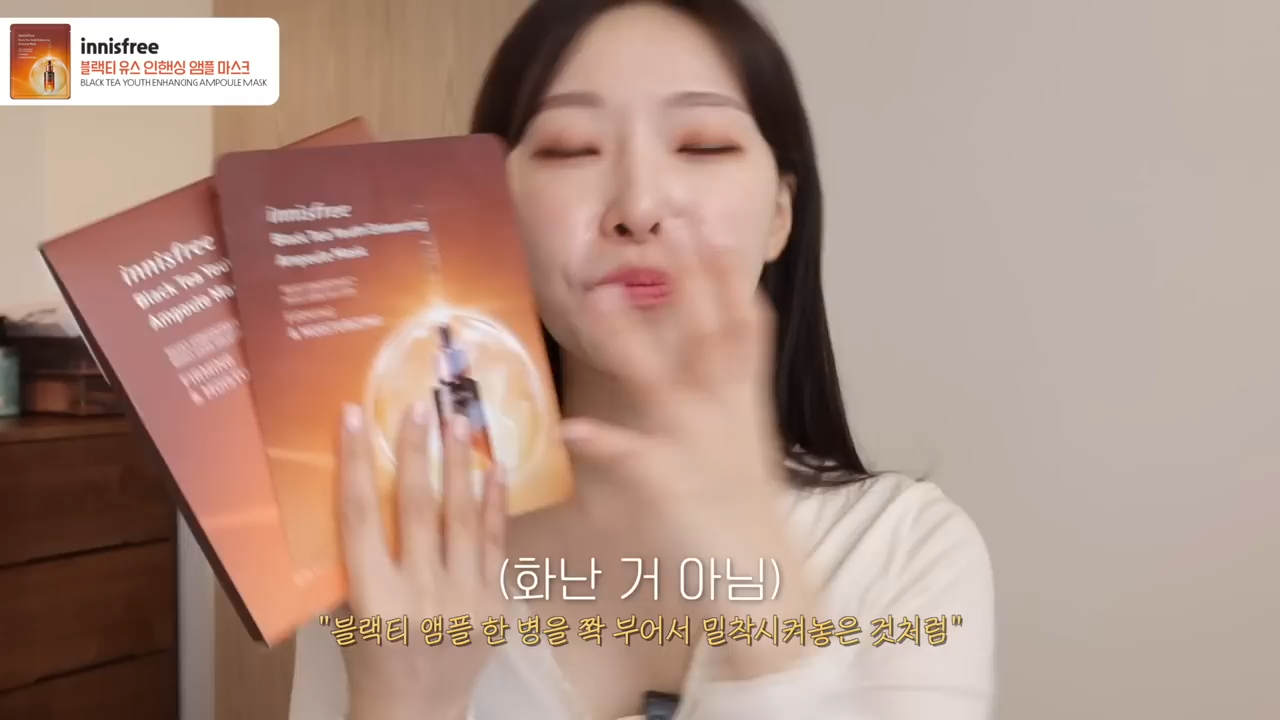 innisfree
블랙티 유스 인핸싱 앰플 마스크
BLACK TEA YOUTH ENHANCING AMPOULE MASK
innisfree
Black Tea You
Ampoule Ma
innisfree
Black Tea Youth Enhancing
Ampoule Mask
(화난 거 아님)
"블랙티 앰플 한 병을 쫙 부어서 밀착시켜놓은 것처럼"